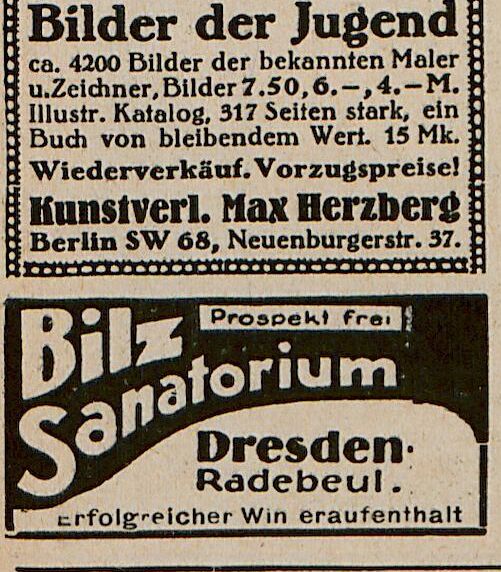 Bilder der Jugend
ca. 4200 Bilder der bekannten Maler
u.Zeichner, Bilder 7.50, 6.–, 4.– M.
Illustr. Katalog, 317 Seiten stark, ein
Buch von bleibendem Wert. 15 Mk.
Wiederverkäuf. Vorzugspreise!
Kunstverl. Max Herzberg
Berlin SW 68, Neuenburgerstr. 37.
Bilz
Prospekt frei
Sanatorium
Dresden-
Radebeul.
Erfolgreicher Win eraufenthalt